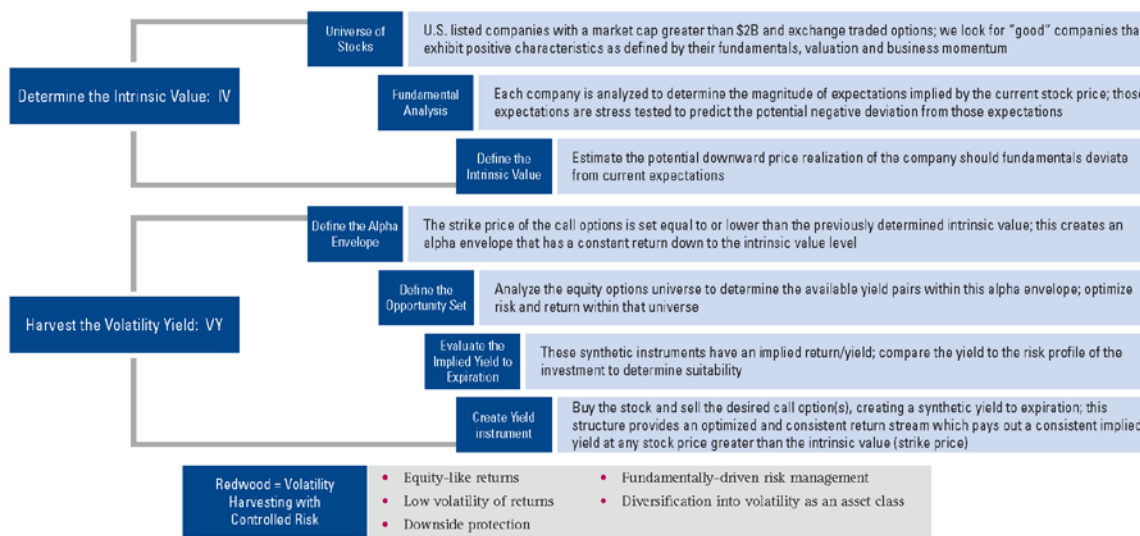 Determine the Intrinsic Value: IV
Universe of
Stocks
U.S. listed companies with a market cap greater than $2B and exchange traded options; we look for “good” companies tha
exhibit positive characteristics as defined by their fundamentals, valuation and business momentum
Fundamental
Analysis
Each company is analyzed to determine the magnitude of expectations implied by the current stock price; those
expectations are stress tested to predict the potential negative deviation from those expectations
Define the
Intrinsic Value
Estimate the potential downward price realization of the company should fundamentals deviate
from current expectations
Harvest the Volatility Yield: VY
Define the Alpha
Envelope
The strike price of the call options is set equal to or lower than the previously determined intrinsic value; this creates an
alpha envelope that has a constant return down to the intrinsic value level
Define the
Opportunity Set
Analyze the equity options universe to determine the available yield pairs within this alpha envelope; optimize
risk and return within that universe
Evaluate the
Implied Yield to
Expiration
These synthetic instruments have an implied return/yield; compare the yield to the risk profile of the
investment to determine suitability
Create Yield
instrument
Buy the stock and sell the desired call option(s), creating a synthetic yield to expiration; this
structure provides an optimized and consistent return stream which pays out a consistent implied
yield at any stock price greater than the intrinsic value (strike price)
Redwood = Volatility
Harvesting with
Controlled Risk
• Equity-like returns
• Low volatility of returns
• Downside protection
• Fundamentally-driven risk management
• Diversification into volatility as an asset class